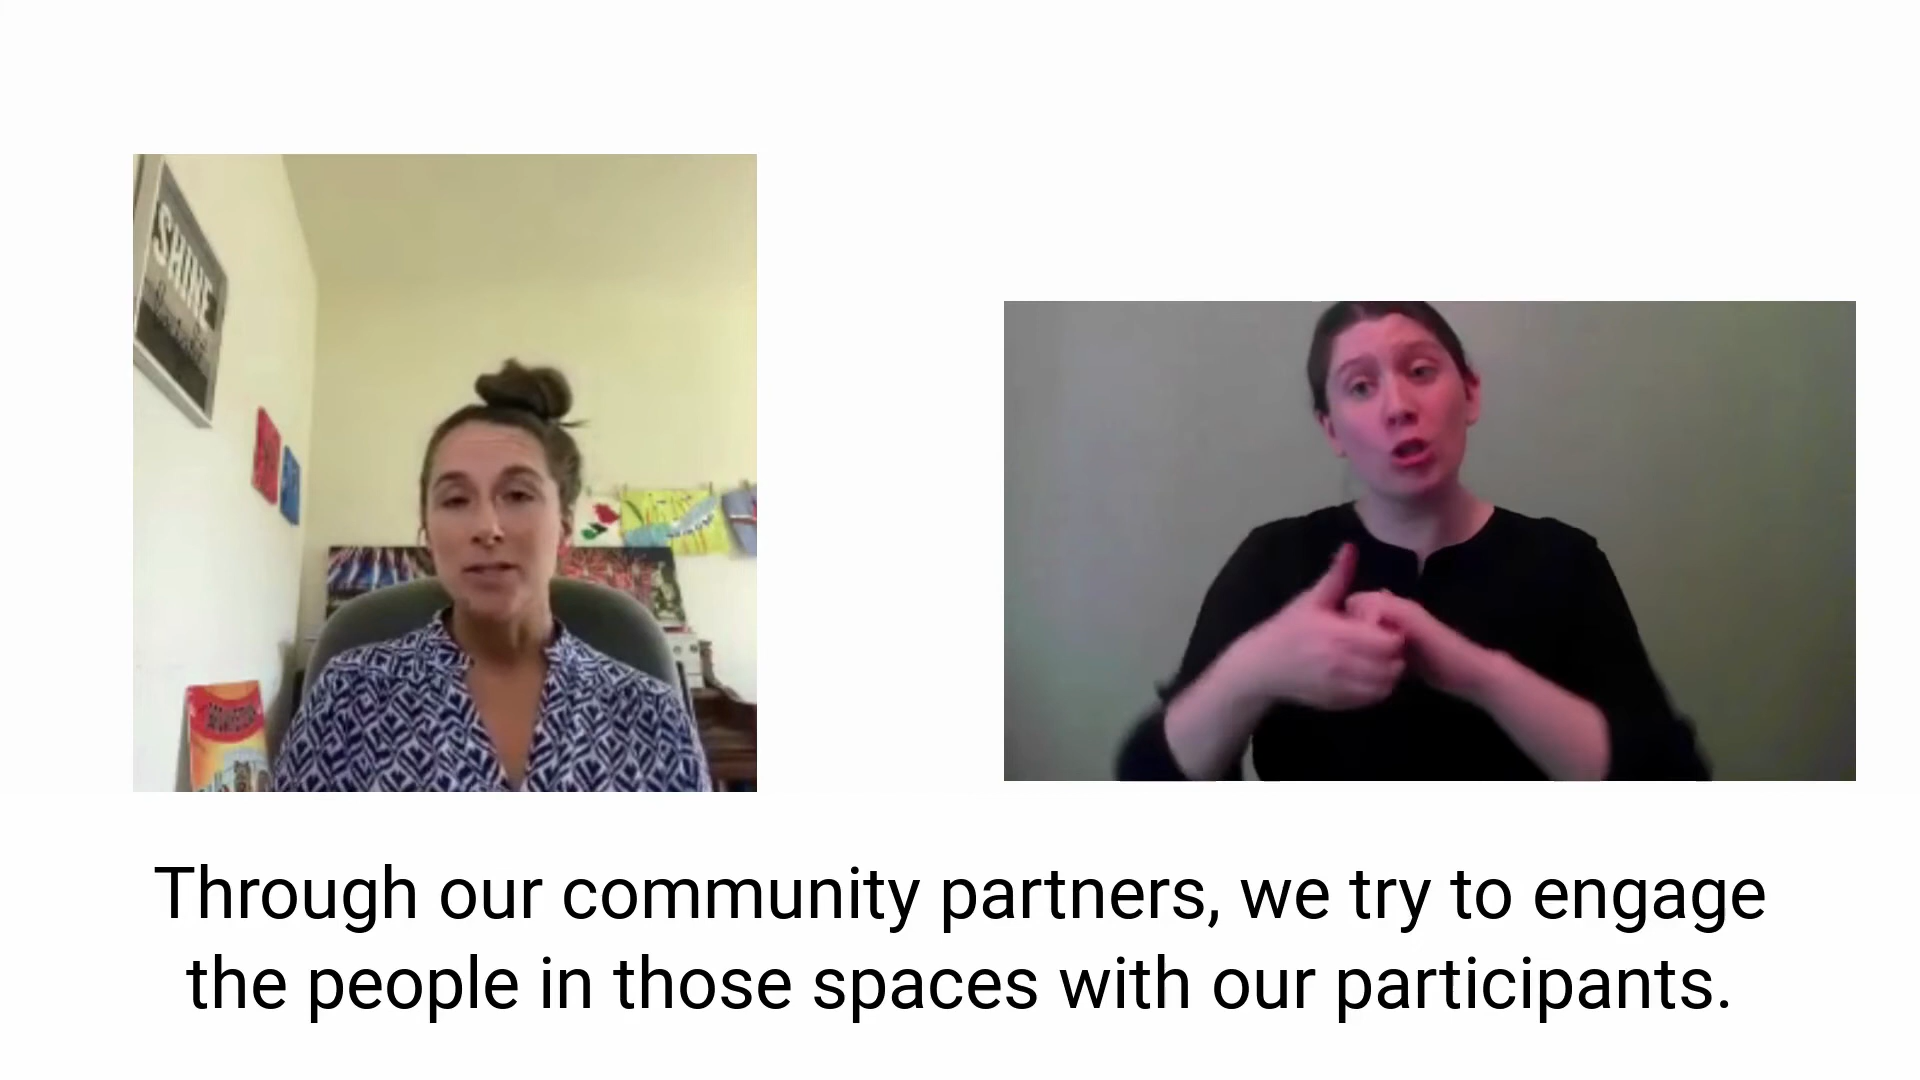 SHINE
Through our community partners, we try to engage
the people in those spaces with our participants.